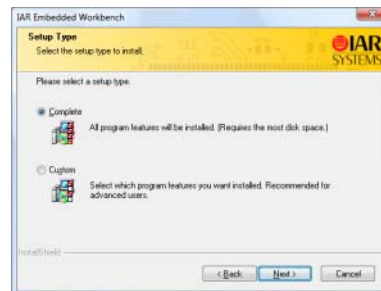 IAR Embedded Workbench
Setup Type
Select the setup type to install.
IAR
SYSTEMS
Please select a setup type.
Complete
All program features will be installed. (Requires the most disk space.)
Custom
Select which program features you want installed. Recommended for
advanced users.
InstallShield
< Back
Next >
Cancel